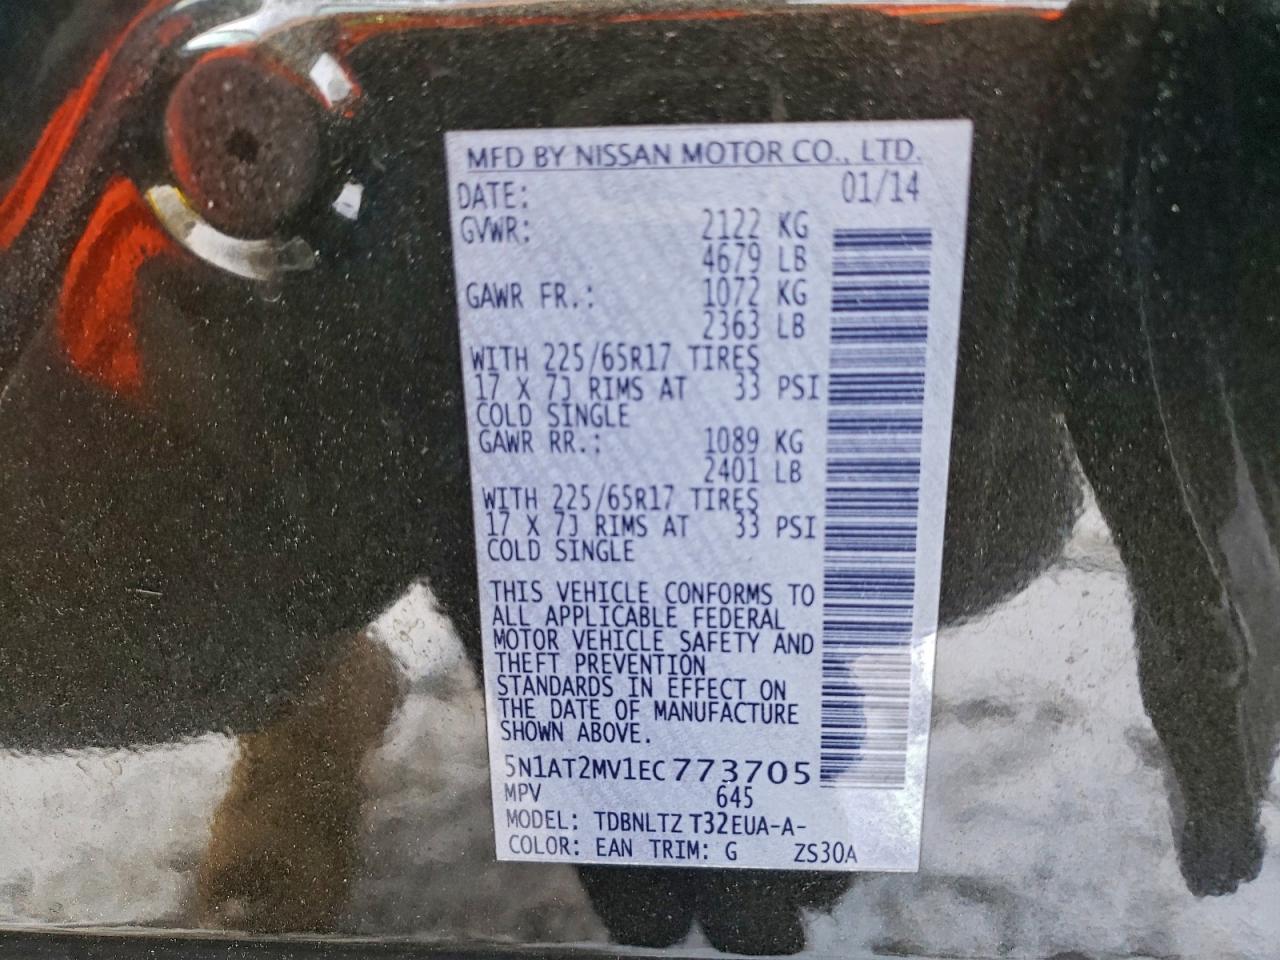 MFD BY NISSAN MOTOR CO., LTD.
DATE: 01/14
GVWR: 2122 KG
4679 LB
GAWR FR.: 1072 KG
2363 LB
WITH 225/65R17 TIRES
17 X 7J RIMS AT 33 PSI
COLD SINGLE
GAWR RR.: 1089 KG
2401 LB
WITH 225/65R17 TIRES
17 X 7J RIMS AT 33 PSI
COLD SINGLE
THIS VEHICLE CONFORMS TO
ALL APPLICABLE FEDERAL
MOTOR VEHICLE SAFETY AND
THEFT PREVENTION
STANDARDS IN EFFECT ON
THE DATE OF MANUFACTURE
SHOWN ABOVE.
5N1AT2MV1EC773705
MPV 645
MODEL: TDBNLTZ T32EUA-A-
COLOR: EAN TRIM: G ZS30A